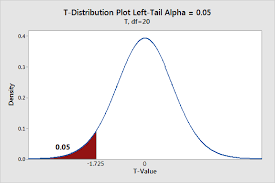 T-Distribution Plot Left-Tail Alpha = 0.05
T, df=20
0.4
0.3
0.2
0.1
0.0
Density
0.05
-1.725
0
T-Value